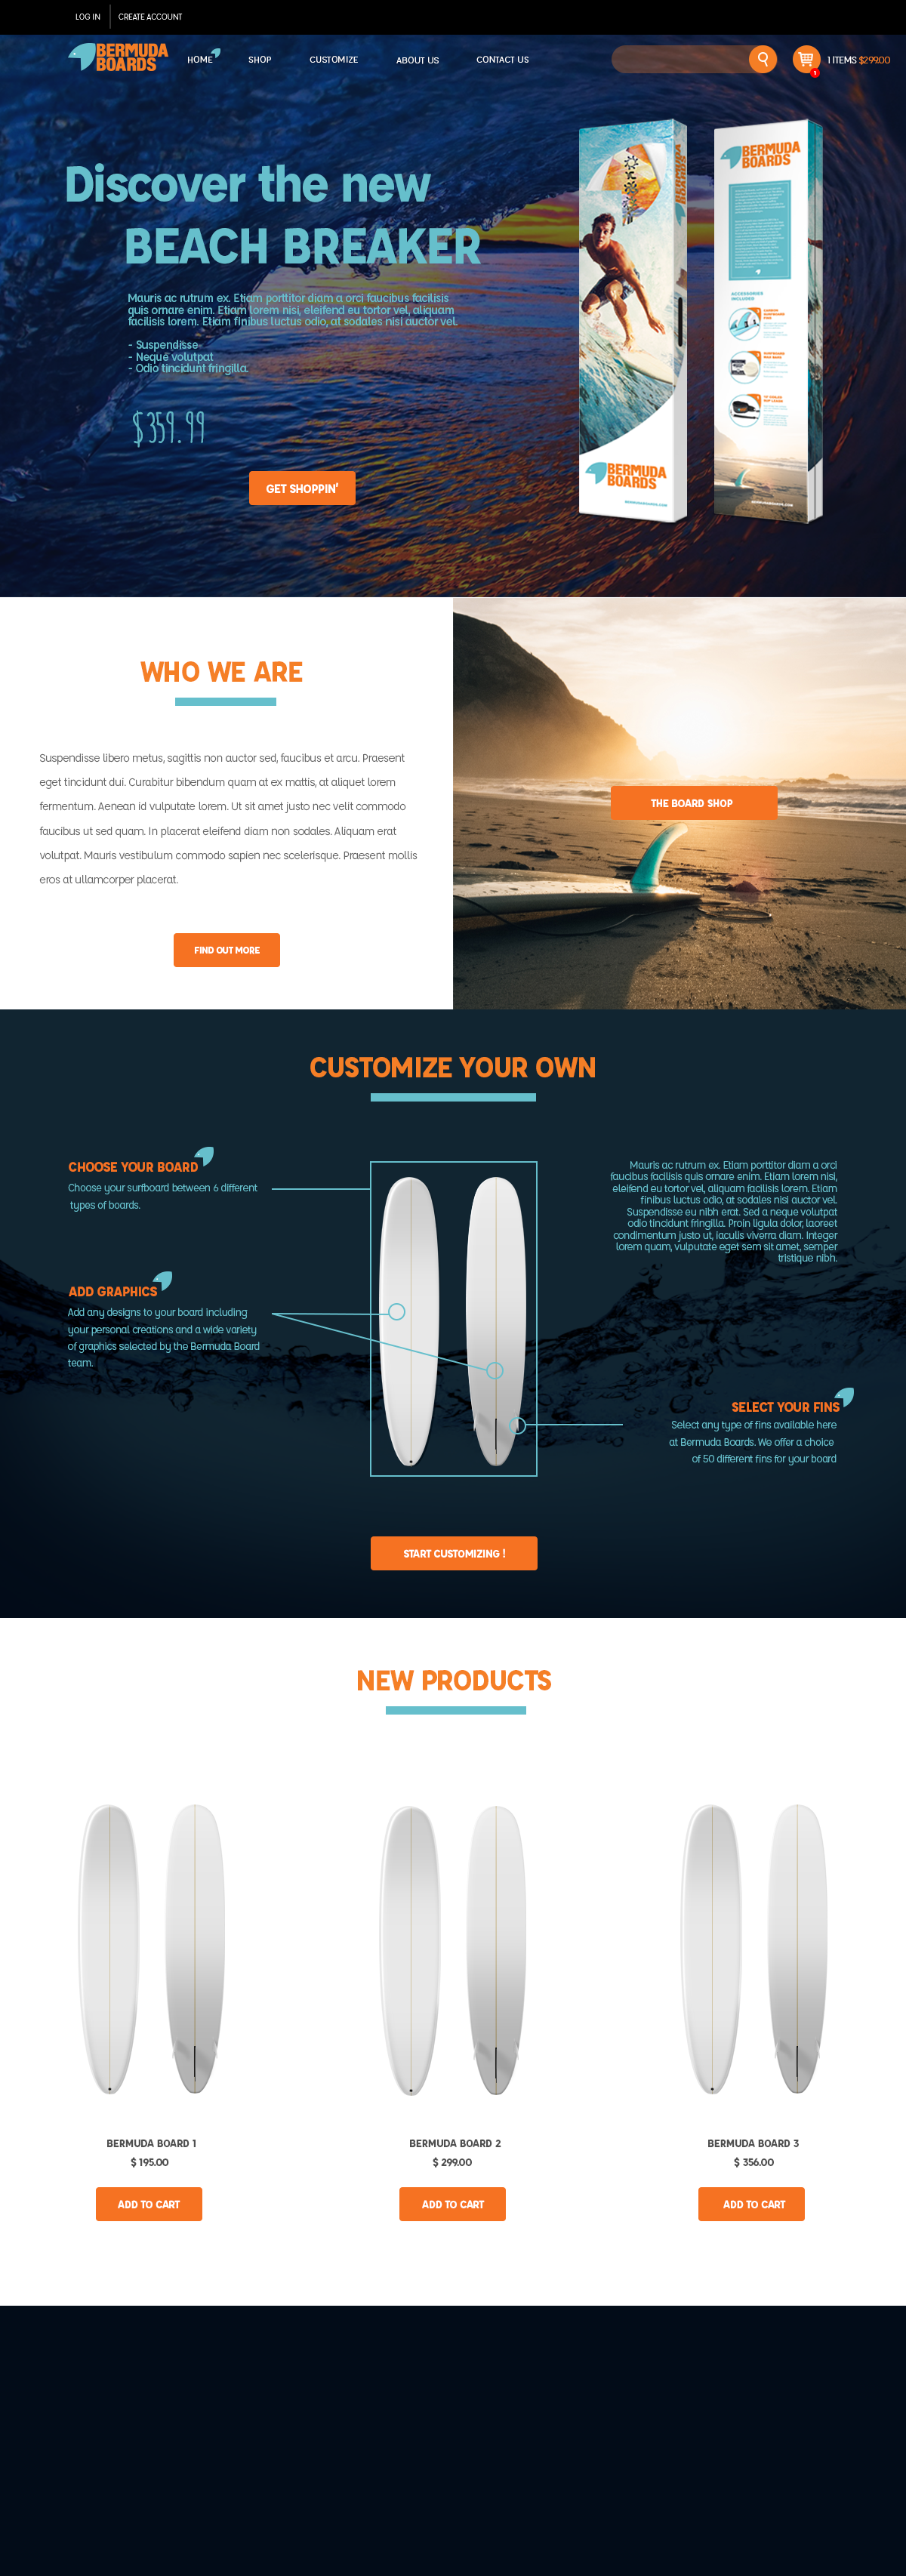 LOG IN
CREATE ACCOUNT
BERMUDA
BOARDS
HOME
SHOP
CUSTOMIZE
ABOUT US
CONTACT US
1
1 ITEMS $299.00
Discover the new
BEACH BREAKER
Mauris ac rutrum ex. Etiam porttitor diam a orci faucibus facilisis
quis ornare enim. Etiam lorem nisi, eleifend eu tortor vel, aliquam
facilisis lorem. Etiam finibus luctus odio, at sodales nisi auctor vel.
- Suspendisse
- Neque volutpat
- Odio tincidunt fringilla.
$359.99
GET SHOPPIN'
BERMUDA
BOARDS
BERMUDA
BOARDS
BERMUDA
BOARDS
ACCESSORIES
INCLUDED
WHO WE ARE
Suspendisse libero metus, sagittis non auctor sed, faucibus et arcu. Praesent
eget tincidunt dui. Curabitur bibendum quam at ex mattis, at aliquet lorem
fermentum. Aenean id vulputate lorem. Ut sit amet justo nec velit commodo
faucibus ut sed quam. In placerat eleifend diam non sodales. Aliquam erat
volutpat. Mauris vestibulum commodo sapien nec scelerisque. Praesent mollis
eros at ullamcorper placerat.
FIND OUT MORE
THE BOARD SHOP
CUSTOMIZE YOUR OWN
CHOOSE YOUR BOARD
Choose your surfboard between 6 different
types of boards.
ADD GRAPHICS
Add any designs to your board including
your personal creations and a wide variety
of graphics selected by the Bermuda Board
team.
Mauris ac rutrum ex. Etiam porttitor diam a orci
faucibus facilisis quis ornare enim. Etiam lorem nisi,
eleifend eu tortor vel, aliquam facilisis lorem. Etiam
finibus luctus odio, at sodales nisi auctor vel.
Suspendisse eu nibh erat. Sed a neque volutpat
odio tincidunt fringilla. Proin ligula dolor, laoreet
condimentum justo ut, iaculis viverra diam. Integer
lorem quam, vulputate eget sem sit amet, semper
tristique nibh.
SELECT YOUR FINS
Select any type of fins available here
at Bermuda Boards. We offer a choice
of 50 different fins for your board
START CUSTOMIZING !
NEW PRODUCTS
BERMUDA BOARD 1
$ 195.00
ADD TO CART
BERMUDA BOARD 2
$ 299.00
ADD TO CART
BERMUDA BOARD 3
$ 356.00
ADD TO CART